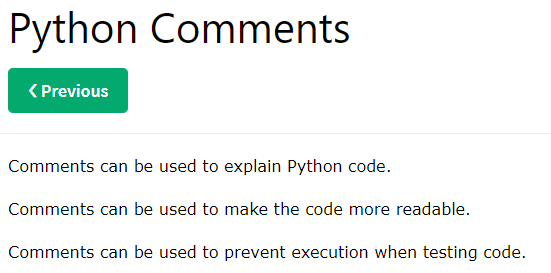 Python Comments
❮ Previous
Comments can be used to explain Python code.
Comments can be used to make the code more readable.
Comments can be used to prevent execution when testing code.